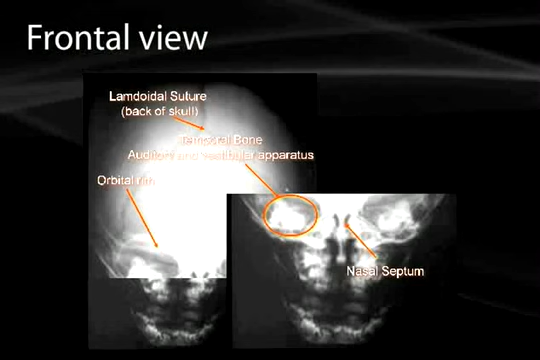 Frontal view
Lamdoidal Suture
(back of skull)
Temporal Bone
Auditory and vestibular apparatus
Orbital rim
Nasal Septum